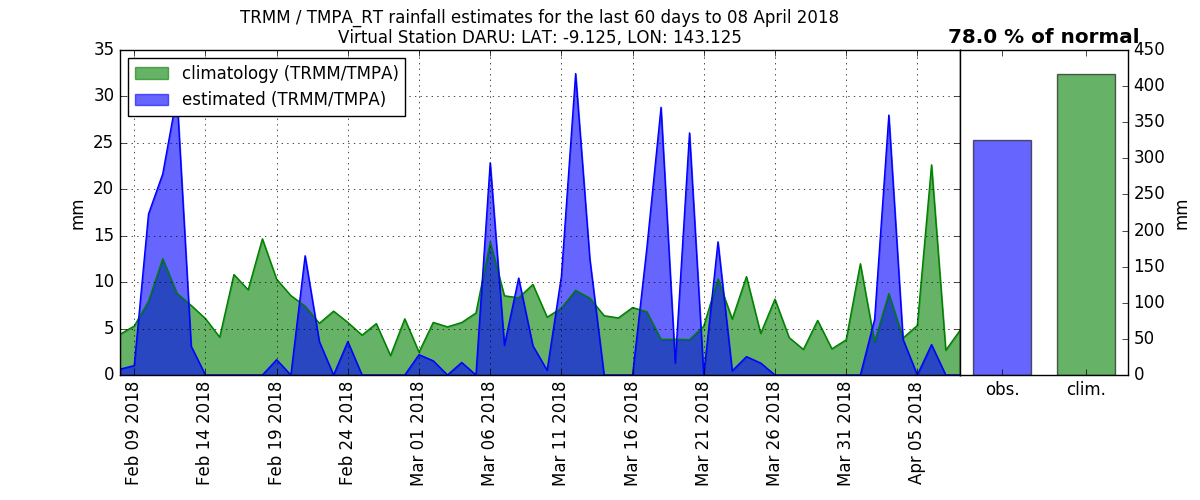 TRMM / TMPA_RT rainfall estimates for the last 60 days to 08 April 2018
Virtual Station DARU: LAT: -9.125, LON: 143.125
78.0 % of normal
climatology (TRMM/TMPA)
estimated (TRMM/TMPA)
35
30
25
20
15
10
5
0
mm
Feb 09 2018
Feb 14 2018
Feb 19 2018
Feb 24 2018
Mar 01 2018
Mar 06 2018
Mar 11 2018
Mar 16 2018
Mar 21 2018
Mar 26 2018
Mar 31 2018
Apr 05 2018
obs.
clim.
450
400
350
300
250
200
150
100
50
0
mm